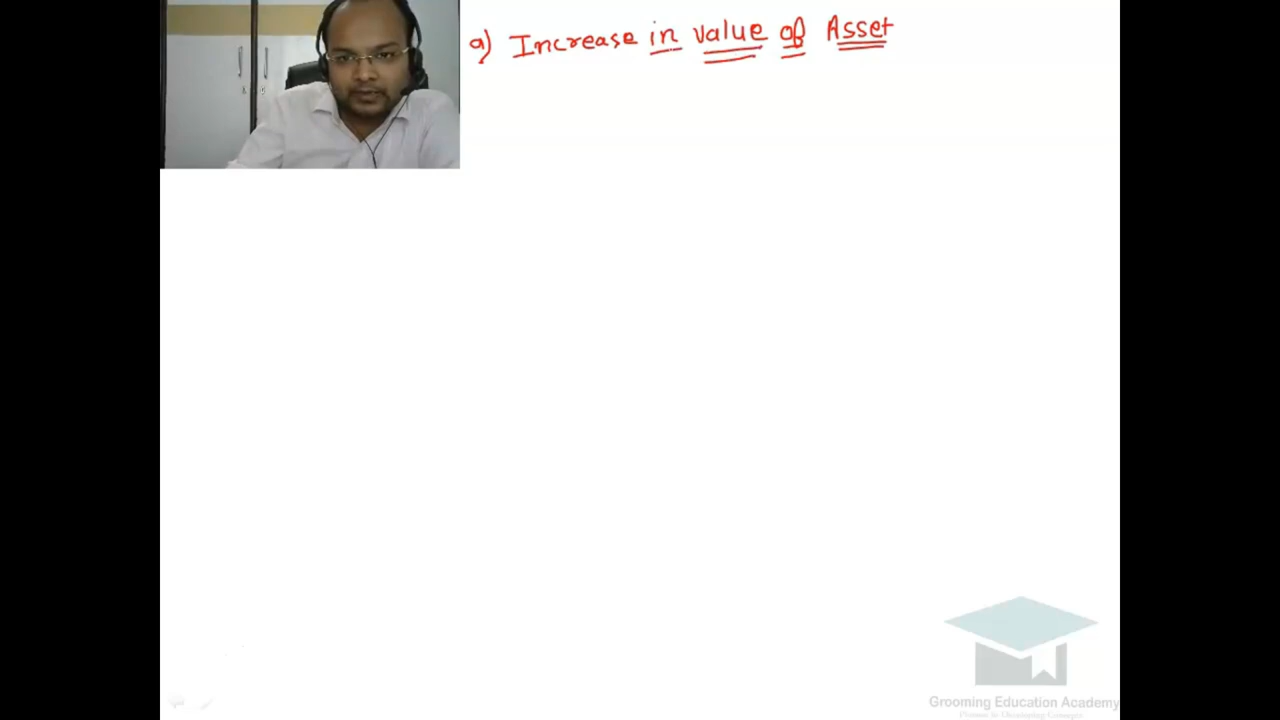 a) Increase in value of Asset
Grooming Education Academy